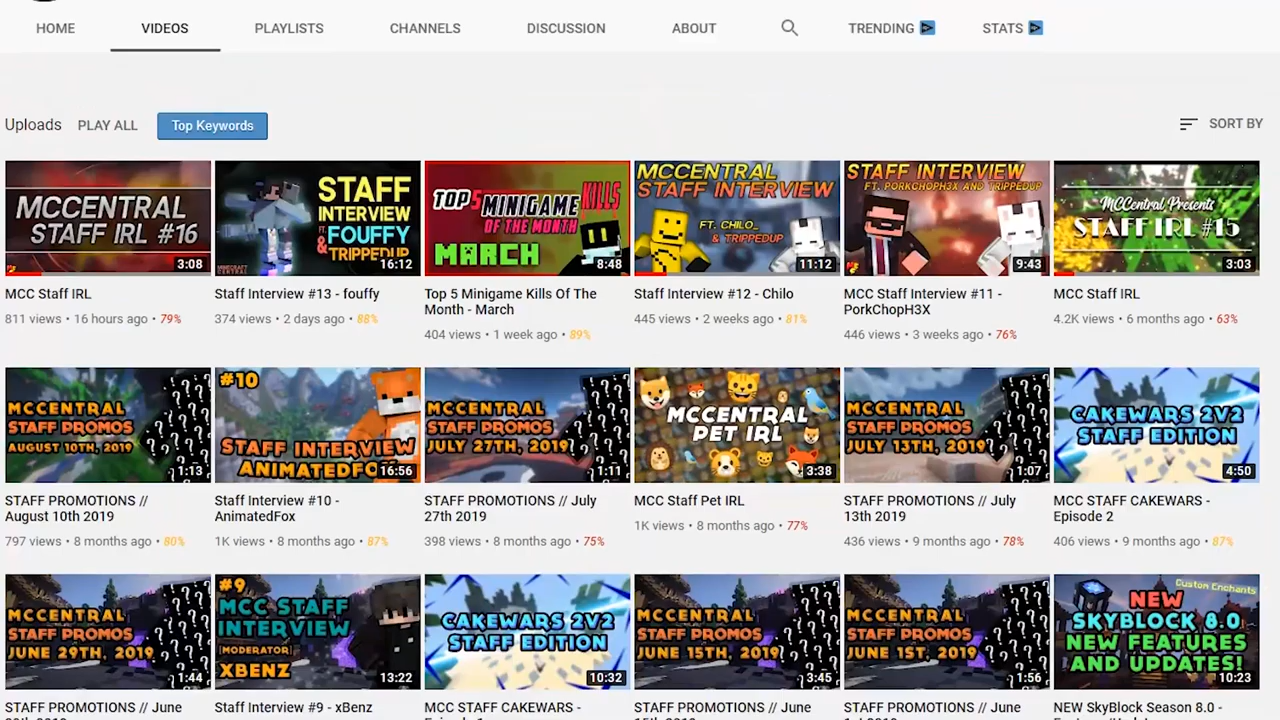 HOME VIDEOS PLAYLISTS CHANNELS DISCUSSION ABOUT TRENDING STATS
Uploads PLAY ALL Top Keywords SORT BY
MCCENTRAL
STAFF IRL #16
3:08
STAFF
INTERVIEW
FT. FOUFFY
& TRIPPEDUP
MINECRAFT
CENTRAL
16:12
TOP 5 MINIGAME KILLS
OF THE MONTH
MARCH
8:48
MCCENTRAL
STAFF INTERVIEW
FT. CHILO_
& TRIPPEDUP
11:12
STAFF INTERVIEW
FT. PORKCHOPH3X AND TRIPPEDUP
9:43
MCCentral Presents
STAFF IRL #15
3:03
MCC Staff IRL
811 views • 16 hours ago • 79%
Staff Interview #13 - fouffy
374 views • 2 days ago • 88%
Top 5 Minigame Kills Of The
Month - March
404 views • 1 week ago • 89%
Staff Interview #12 - Chilo
445 views • 2 weeks ago • 81%
MCC Staff Interview #11 -
PorkChopH3X
446 views • 3 weeks ago • 76%
MCC Staff IRL
4.2K views • 6 months ago • 63%
MCCENTRAL
STAFF PROMOS
AUGUST 10TH, 2019
1:13
#10
STAFF INTERVIEW
ANIMATEDFO
16:56
MCCENTRAL
STAFF PROMOS
JULY 27TH, 2019
1:11
MCCENTRAL
PET IRL
3:38
MCCENTRAL
STAFF PROMOS
JULY 13TH, 2019
1:07
CAKEWARS 2V2
STAFF EDITION
4:50
STAFF PROMOTIONS //
August 10th 2019
797 views • 8 months ago • 80%
Staff Interview #10 -
AnimatedFox
1K views • 8 months ago • 87%
STAFF PROMOTIONS // July
27th 2019
398 views • 8 months ago • 75%
MCC Staff Pet IRL
1K views • 8 months ago • 77%
STAFF PROMOTIONS // July
13th 2019
436 views • 9 months ago • 78%
MCC STAFF CAKEWARS -
Episode 2
406 views • 9 months ago • 87%
MCCENTRAL
STAFF PROMOS
JUNE 29TH, 2019
1:44
#9
MCC STAFF
INTERVIEW
[MODERATOR]
XBENZ
13:22
CAKEWARS 2V2
STAFF EDITION
10:32
MCCENTRAL
STAFF PROMOS
JUNE 15TH, 2019
3:45
MCCENTRAL
STAFF PROMOS
JUNE 1ST, 2019
1:56
Custom Enchants
NEW
SKYBLOCK 8.0
NEW FEATURES
AND UPDATES!
10:23
STAFF PROMOTIONS // June
Staff Interview #9 - xBenz
MCC STAFF CAKEWARS -
STAFF PROMOTIONS // June
STAFF PROMOTIONS // June
NEW SkyBlock Season 8.0 -